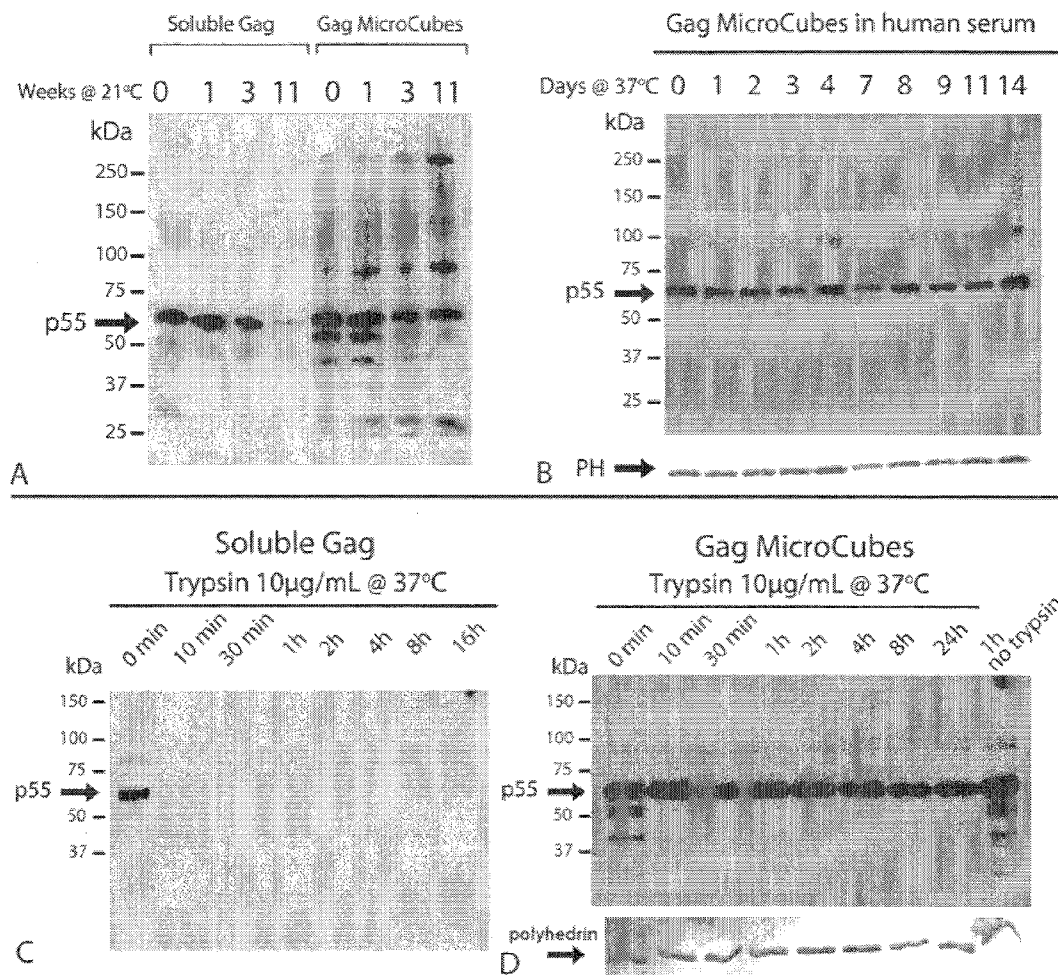 Soluble Gag Gag MicroCubes
Weeks @ 21ºC 0 1 3 11 0 1 3 11
kDa
250
150
100
75
p55
50
37
25
A
Gag MicroCubes in human serum
Days @ 37ºC 0 1 2 3 4 7 8 9 11 14
kDa
250
150
100
75
p55
50
37
25
PH
B
Soluble Gag
Trypsin 10µg/mL @ 37ºC
0 min 10 min 30 min 1h 2h 4h 8h 16h
kDa
150
100
75
p55
50
37
C
Gag MicroCubes
Trypsin 10µg/mL @ 37ºC
0 min 10 min 30 min 1h 2h 4h 8h 24h 1h no trypsin
kDa
150
100
75
p55
50
37
polyhedrin
D